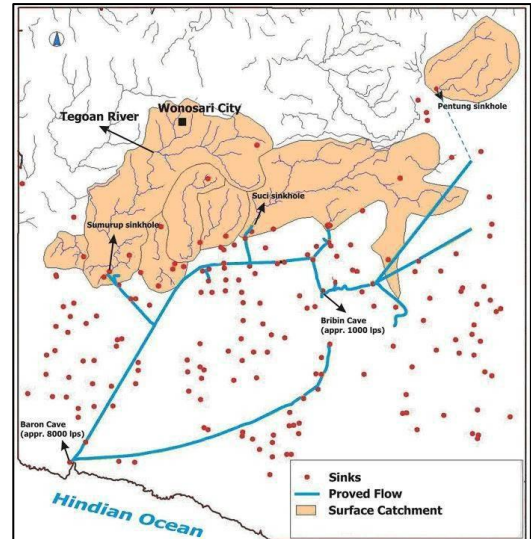 Pentung sinkhole
Wonosari City
Tegoan River
Suci sinkhole
Sumurup sinkhole
Bribin Cave
(appr. 1000 lps)
Baron Cave
(appr. 8000 lps)
Hindian Ocean
Sinks
Proved Flow
Surface Catchment